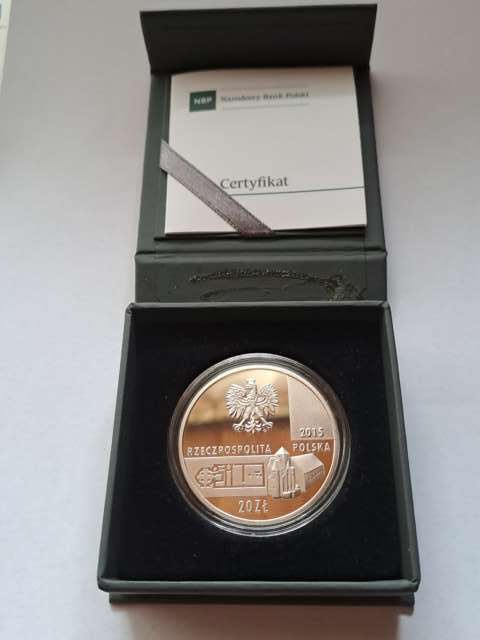 NBP Narodowy Bank Polski
Certyfikat
2015
RZECZPOSPOLITA POLSKA
20 ZŁ